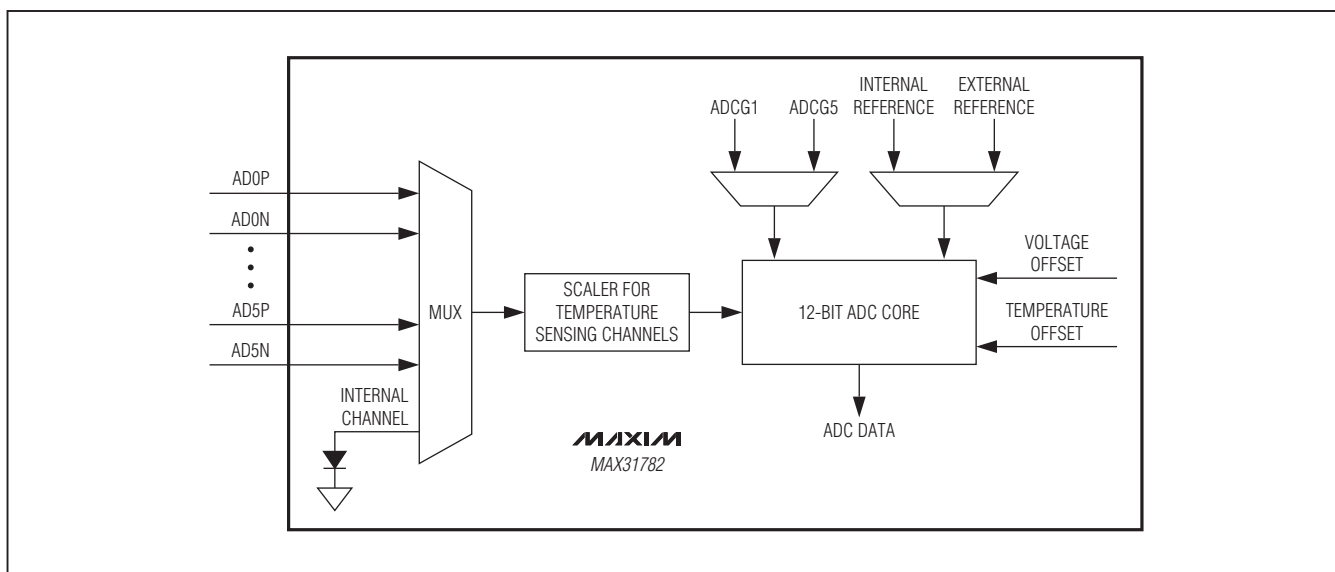 ADCG1
ADCG5
INTERNAL
REFERENCE
EXTERNAL
REFERENCE
AD0P
AD0N
AD5P
AD5N
INTERNAL
CHANNEL
MUX
SCALER FOR
TEMPERATURE
SENSING CHANNELS
12-BIT ADC CORE
VOLTAGE
OFFSET
TEMPERATURE
OFFSET
ADC DATA
MAXIM
MAX31782